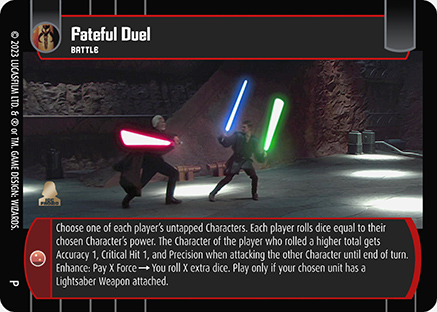 Fateful Duel
BATTLE
© 2023 LUCASFILM LTD. & ® or TM. GAME DESIGN: WIZARDS.
Choose one of each player's untapped Characters. Each player rolls dice equal to their
chosen Character's power. The Character of the player who rolled a higher total gets
Accuracy 1, Critical Hit 1, and Precision when attacking the other Character until end of turn.
Enhance: Pay X Force → You roll X extra dice. Play only if your chosen unit has a
Lightsaber Weapon attached.
P